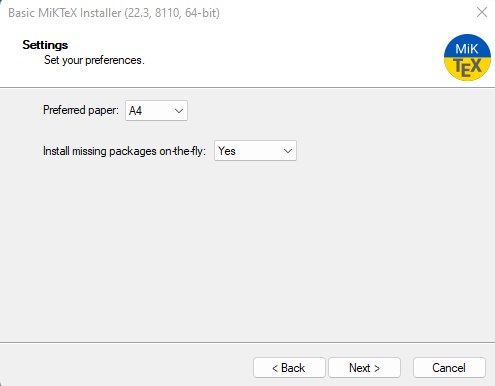 Basic MiKTeX Installer (22.3, 8110, 64-bit)
Settings
Set your preferences.
MiK
TEX
Preferred paper: A4
Install missing packages on-the-fly: Yes
< Back Next > Cancel